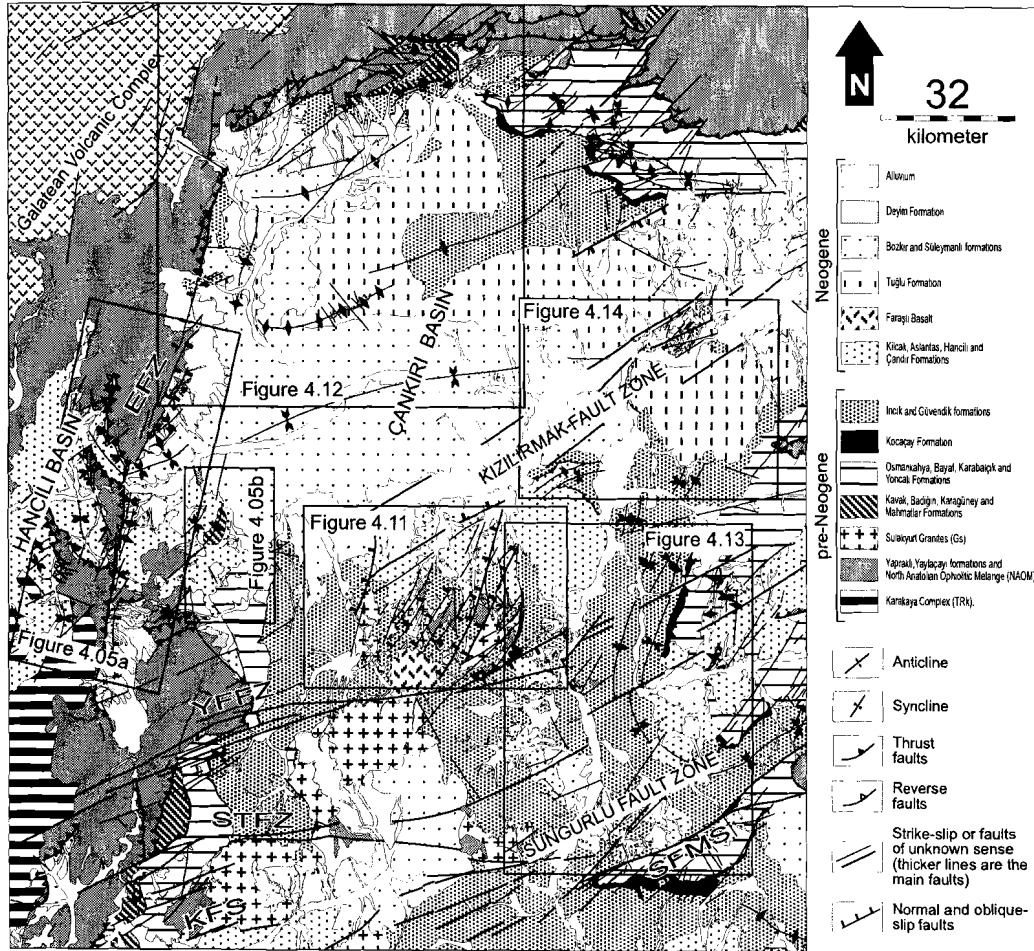 Galatean Volcanic Complex
ÇANKIRI BASIN
HANCILI BASIN
EFZ
Figure 4.14
Figure 4.12
KIZILIRMAK-FAULT ZONE
Figure 4.05b
Figure 4.11
Figure 4.13
Figure 4.05a
YFFZ
STFZ
SUNGURLU FAULT ZONE
SFMS
KFS
N
32
kilometer
Neogene
Alluvium
Deyim Formation
Bozkır and Süleymanlı formations
Tuğlu Formation
Faraşlı Basalt
Kilcak, Aslantas, Hancili and
Çandır Formations
pre-Neogene
Incik and Güvendik formations
Kocaçay Formation
Osmankahya, Bayat, Karabalçık and
Yoncalı Formations
Kavak, Badiğin, Karagüney and
Mahmatlar Formations
Sulakyurt Granites (Gs)
Yapraklı, Yaylaçayı formations and
North Anatolian Ophiolitic Melange (NAOM)
Karakaya Complex (TRk).
Anticline
Syncline
Thrust
faults
Reverse
faults
Strike-slip or faults
of unknown sense
(thicker lines are the
main faults)
Normal and oblique-
slip faults